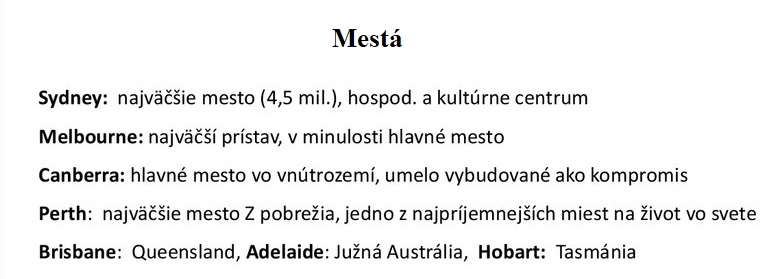 Mestá
Sydney: najväčšie mesto (4,5 mil.), hospod. a kultúrne centrum
Melbourne: najväčší prístav, v minulosti hlavné mesto
Canberra: hlavné mesto vo vnútrozemí, umelo vybudované ako kompromis
Perth: najväčšie mesto Z pobrežia, jedno z najpríjemnejších miest na život vo svete
Brisbane: Queensland, Adelaide: Južná Austrália, Hobart: Tasmánia